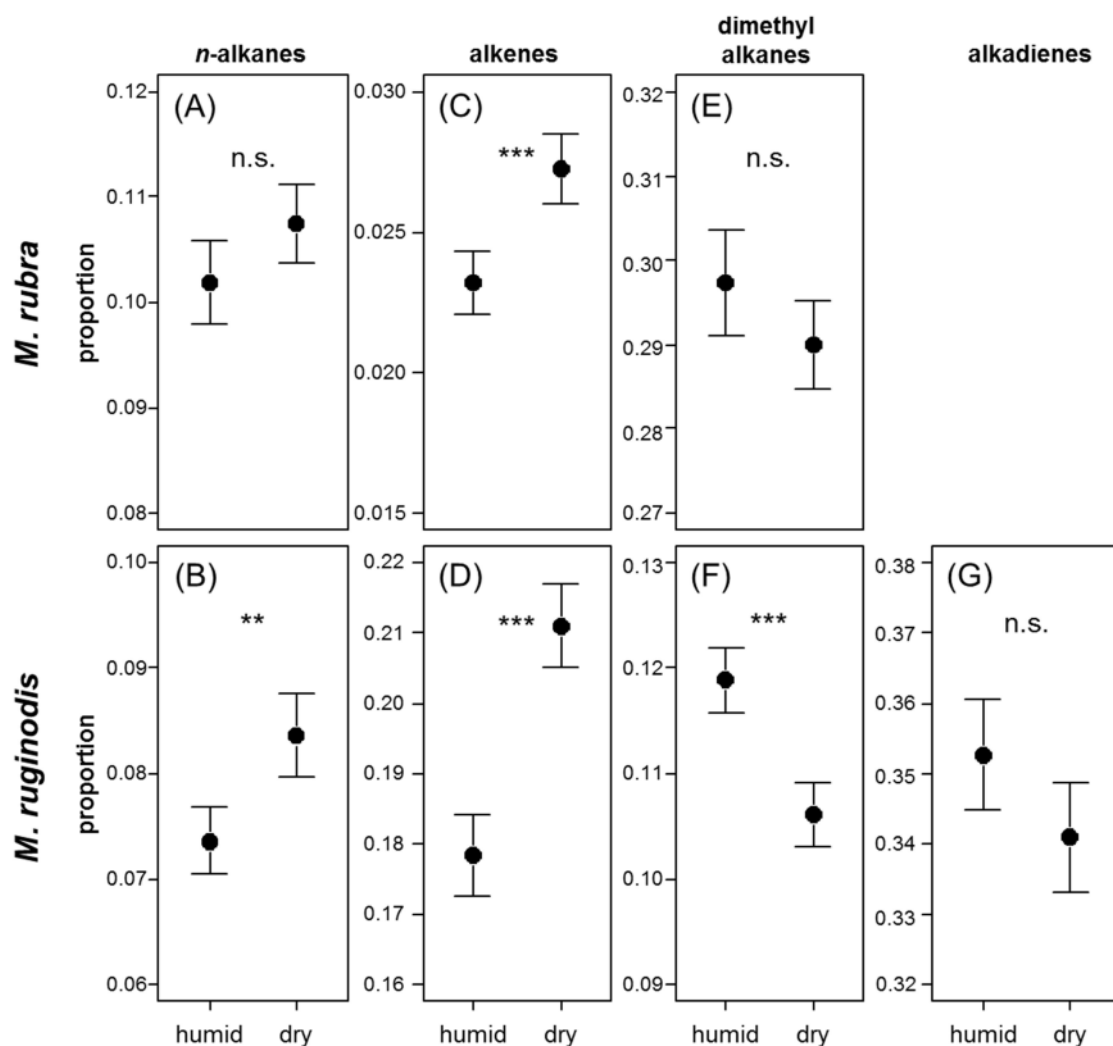 n-alkanes
alkenes
dimethyl
alkanes
alkadienes
M. rubra
proportion
0.12
0.11
0.10
0.09
0.08
(A)
n.s.
0.030
0.025
0.020
0.015
(C)
***
0.32
0.31
0.30
0.29
0.28
0.27
(E)
n.s.
M. ruginodis
proportion
0.10
0.09
0.08
0.07
0.06
(B)
**
humid dry
0.22
0.21
0.20
0.19
0.18
0.17
0.16
(D)
***
humid dry
0.13
0.12
0.11
0.10
0.09
(F)
***
humid dry
0.38
0.37
0.36
0.35
0.34
0.33
0.32
(G)
n.s.
humid dry